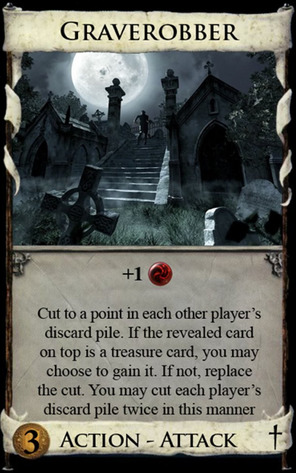 GRAVEROBBER
+1
Cut to a point in each other player's
discard pile. If the revealed card
on top is a treasure card, you may
choose to gain it. If not, replace
the cut. You may cut each player's
discard pile twice in this manner
3 ACTION - ATTACK †